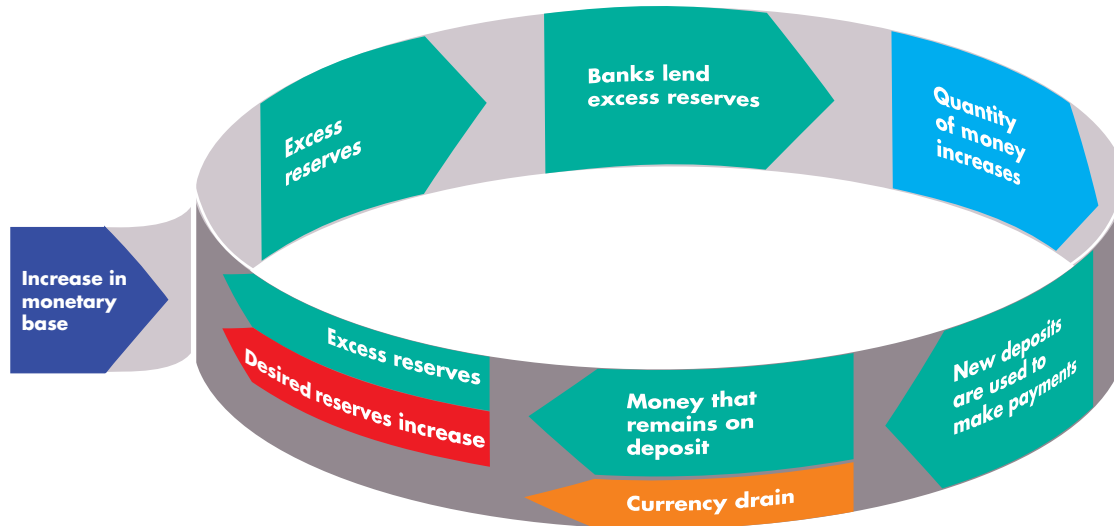 Increase in
monetary
base
Excess
reserves
Banks lend
excess reserves
Quantity
of money
increases
New deposits
are used to
make payments
Money that
remains on
deposit
Currency drain
Excess reserves
Desired reserves increase